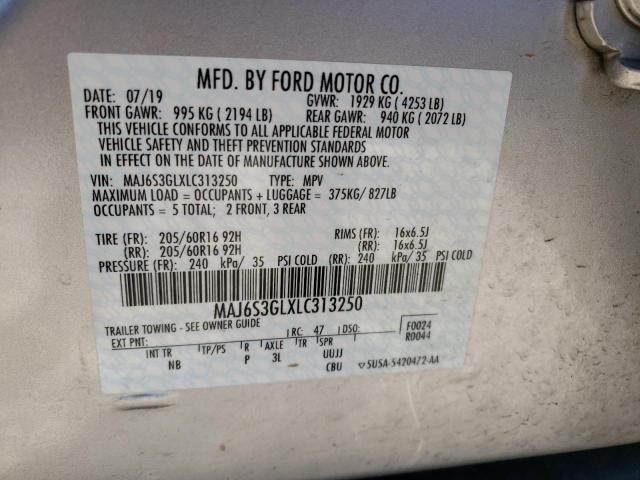 MFD. BY FORD MOTOR CO.
DATE: 07/19 GVWR: 1929 KG ( 4253 LB)
FRONT GAWR: 995 KG ( 2194 LB) REAR GAWR: 940 KG ( 2072 LB)
THIS VEHICLE CONFORMS TO ALL APPLICABLE FEDERAL MOTOR
VEHICLE SAFETY AND THEFT PREVENTION STANDARDS
IN EFFECT ON THE DATE OF MANUFACTURE SHOWN ABOVE.
VIN: MAJ6S3GLXLC313250 TYPE: MPV
MAXIMUM LOAD = OCCUPANTS + LUGGAGE = 375KG/ 827LB
OCCUPANTS = 5 TOTAL; 2 FRONT, 3 REAR
TIRE (FR): 205/60R16 92H RIMS (FR): 16x6.5J
(RR): 205/60R16 92H (RR): 16x6.5J
PRESSURE (FR): 240 kPa/ 35 PSI COLD (RR): 240 kPa/ 35 PSI COLD
MAJ6S3GLXLC313250
TRAILER TOWING - SEE OWNER GUIDE
EXT PNT: RC: 47 DSO: F0024
R0044
INT TR TP/PS R AXLE TR SPR
NB P 3L UUJJ
CBU
5USA-5420472-AA